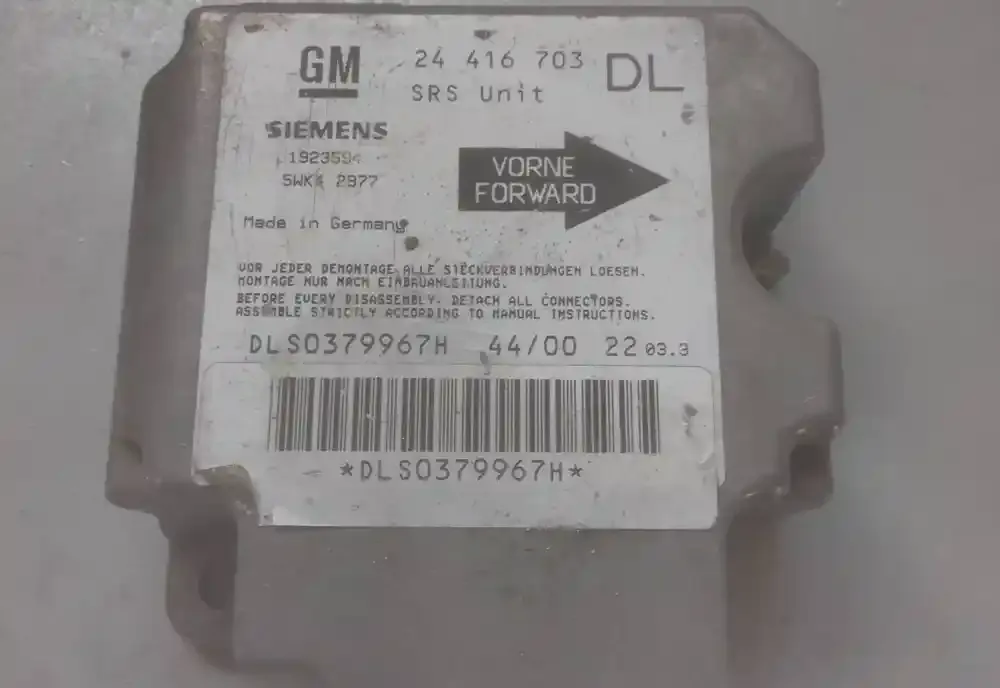 GM 24 416 703 DL
SRS Unit
SIEMENS
1923594
5WK4 2977
VORNE
FORWARD
Made in Germany
VOR JEDER DEMONTAGE ALLE STECKVERBINDUNGEN LOESEN.
MONTAGE NUR NACH EINBAUANLEITUNG.
BEFORE EVERY DISASSEMBLY. DETACH ALL CONNECTORS.
ASSEMBLE STRICTLY ACCORDING TO MANUAL INSTRUCTIONS.
DLS0379967H 44/00 22 03.3
*DLS0379967H*